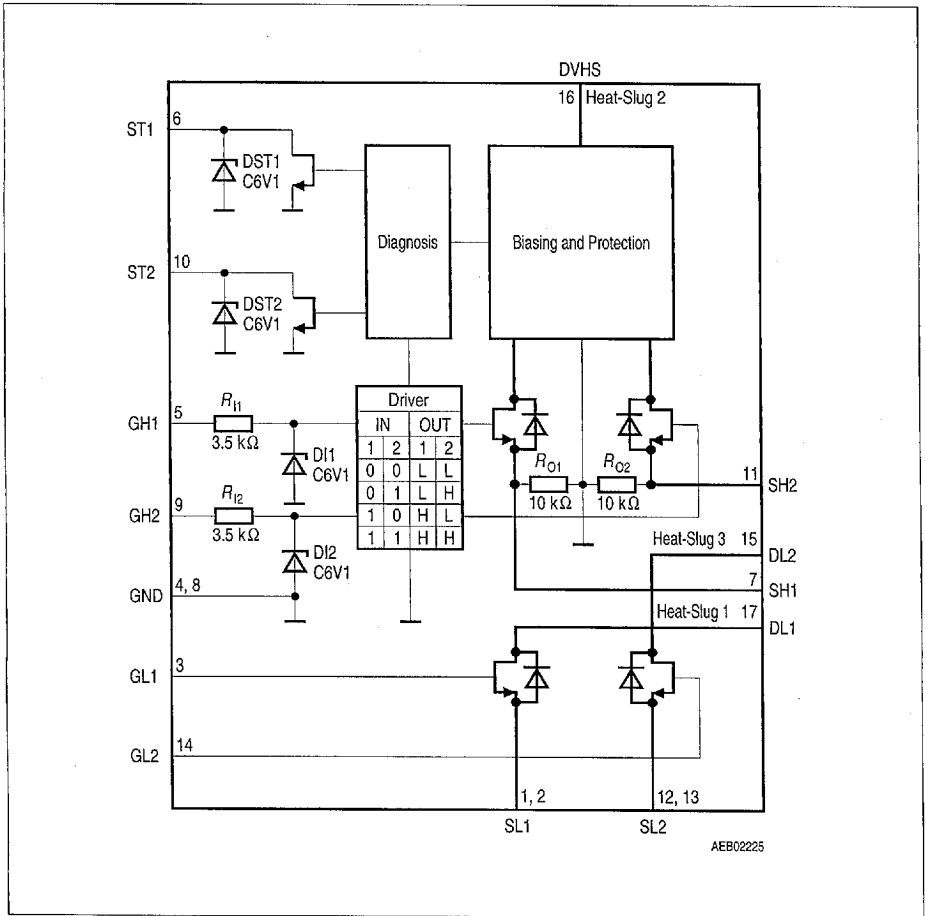 DVHS
16 Heat-Slug 2
ST1 6
DST1
C6V1
Diagnosis
Biasing and Protection
ST2 10
DST2
C6V1
Driver
IN OUT
1 2 1 2
0 0 L L
0 1 L H
1 0 H L
1 1 H H
GH1 5
RI1
3.5 kΩ
DI1
C6V1
GH2 9
RI2
3.5 kΩ
DI2
C6V1
GND 4, 8
RO1 RO2
10 kΩ 10 kΩ
11 SH2
Heat-Slug 3 15 DL2
7 SH1
Heat-Slug 1 17 DL1
GL1 3
GL2 14
1, 2 12, 13
SL1 SL2
AEB02225